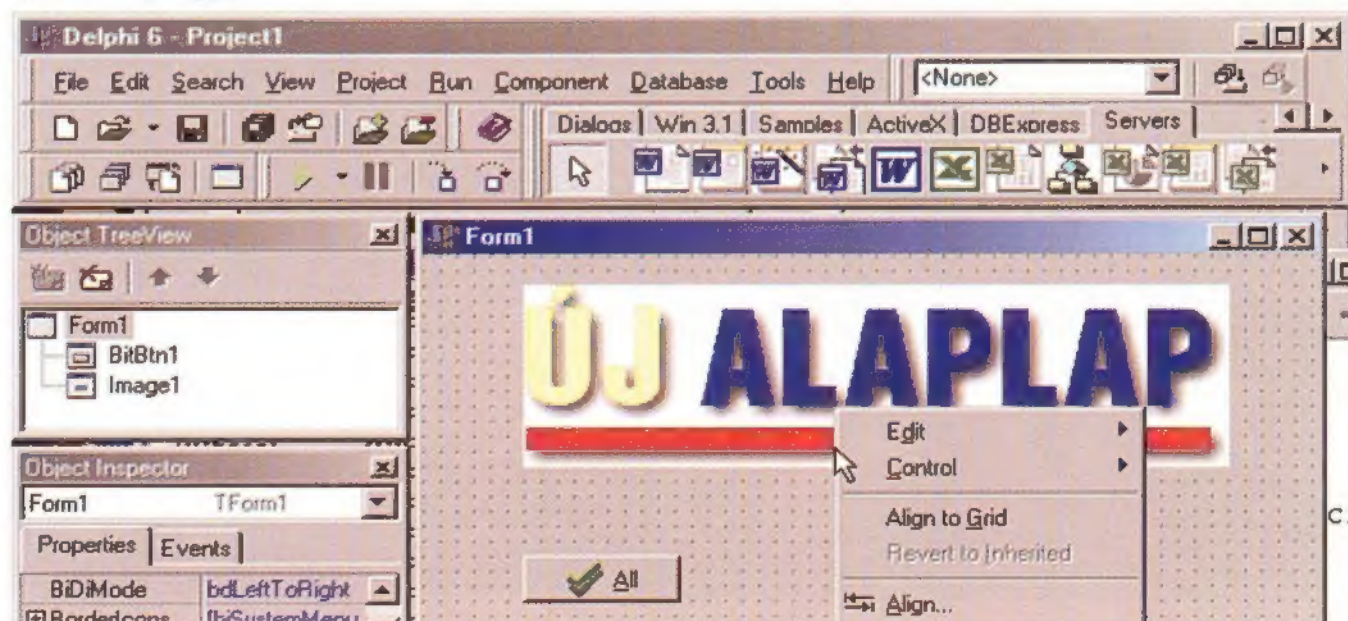 Delphi 6 - Project1
File Edit Search View Project Run Component Database Tools Help <None>
Dialogs Win 3.1 Samples ActiveX DBExpress Servers
Object TreeView
Form1
BitBtn1
Image1
Object Inspector
Form1 TForm1
Properties Events
BiDiMode bdLeftToRight
BorderIcons [biSystemMenu
Form1
ÚJ ALAPLAP
All
Edit
Control
Align to Grid
Revert to Inherited
Align...